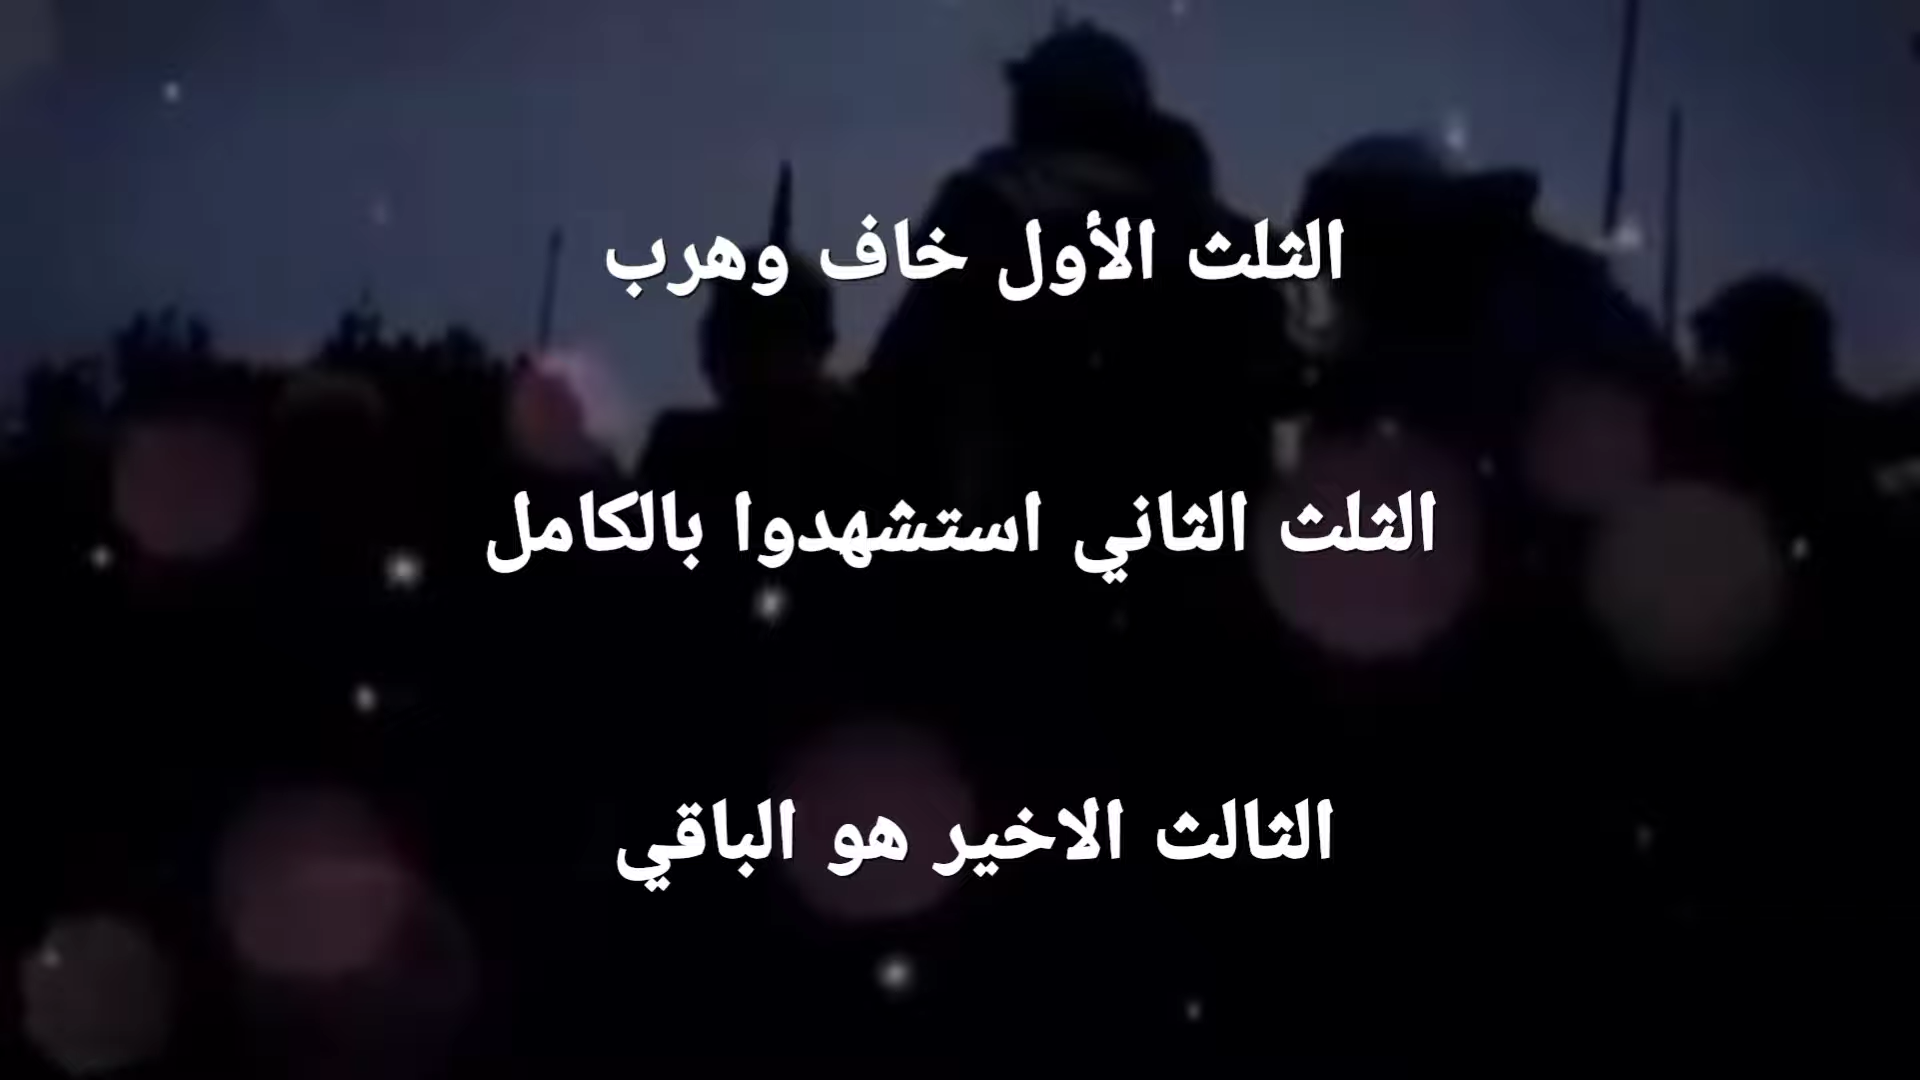 الثلث الأول خاف وهرب
الثلث الثاني استشهدوا بالكامل
الثالث الاخير هو الباقي